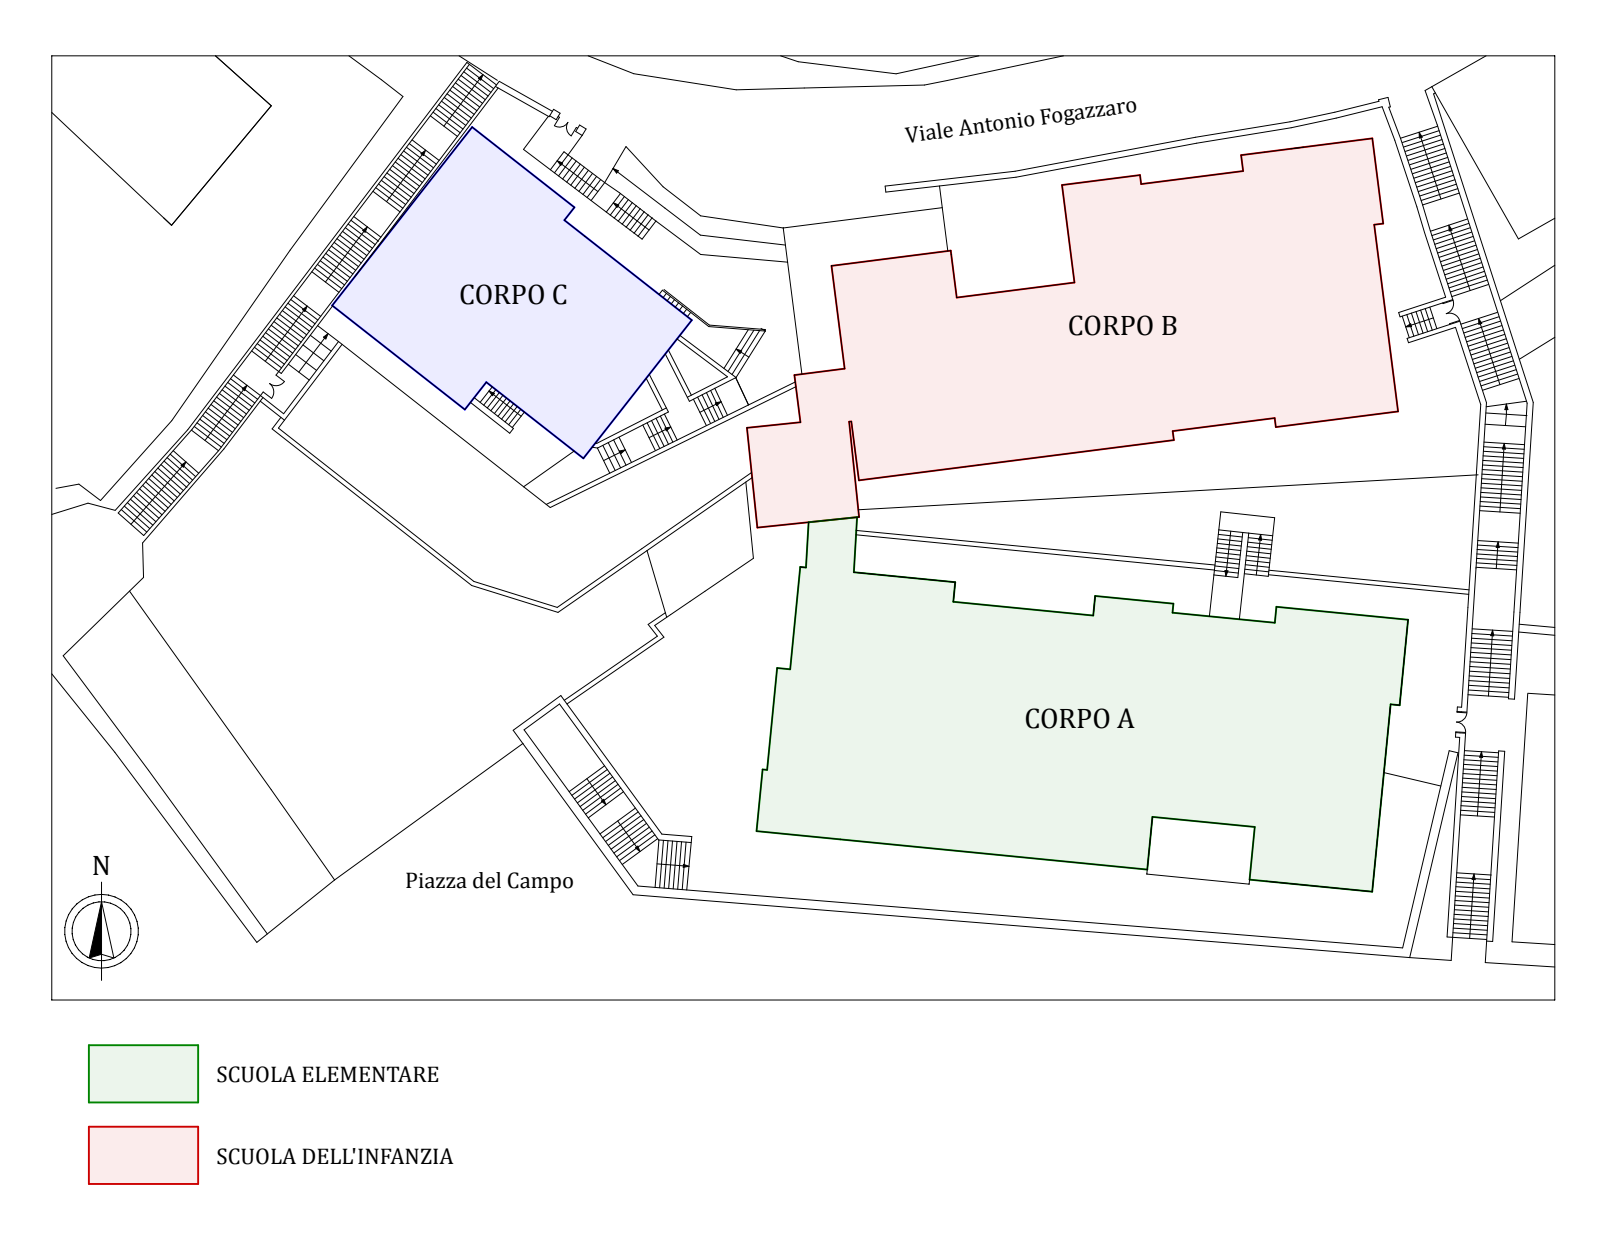 Viale Antonio Fogazzaro
CORPO C
CORPO B
CORPO A
N
Piazza del Campo
SCUOLA ELEMENTARE
SCUOLA DELL'INFANZIA